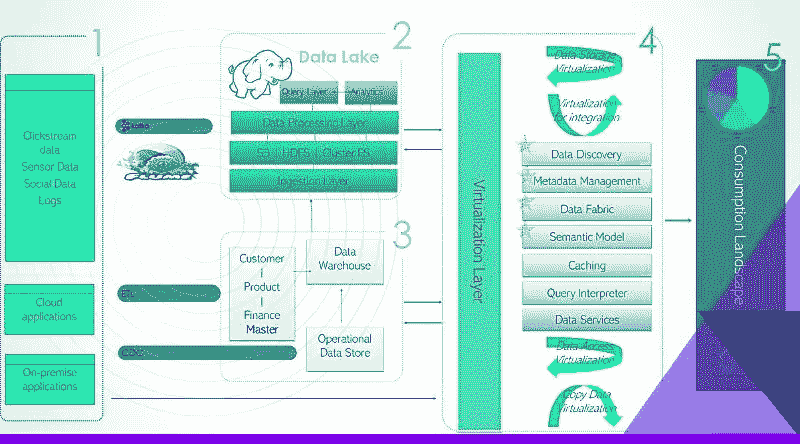 1
Clickstream
data
Sensor Data
Social Data
Logs
Cloud
applications
On-premise
applications
2
Data Lake
Query Layer
Analytics
Data Processing Layer
S3 | HDFS | Cluster FS
Ingestion Layer
3
Customer
Product
Finance
Master
Data
Warehouse
Operational
Data Store
4
Virtualization Layer
Data Storage
Virtualization
Virtualization
for integration
Data Discovery
Metadata Management
Data Fabric
Semantic Model
Caching
Query Interpreter
Data Services
Data Access
Virtualization
Copy Data
Virtualization
5
Consumption Landscape